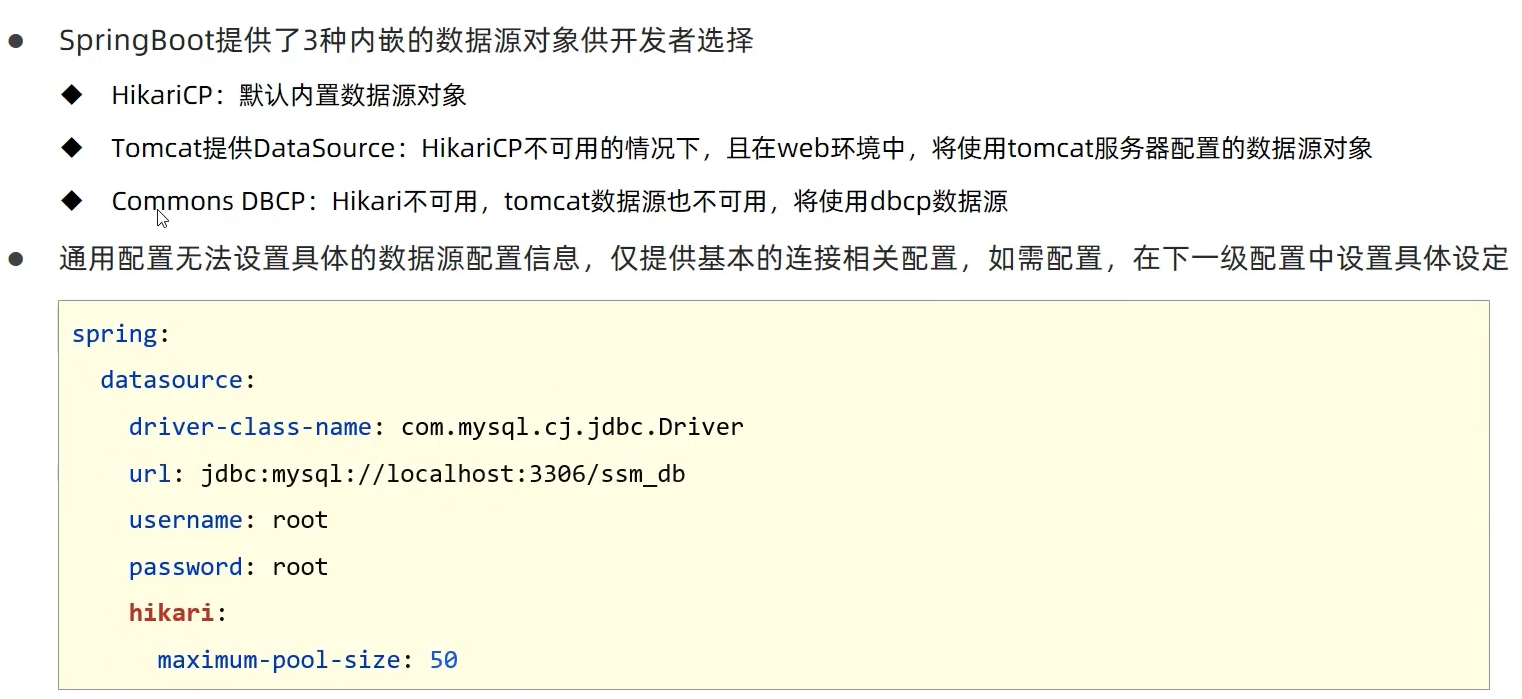 ● SpringBoot提供了3种内嵌的数据源对象供开发者选择
◆ HikariCP：默认内置数据源对象
◆ Tomcat提供DataSource：HikariCP不可用的情况下，且在web环境中，将使用tomcat服务器配置的数据源对象
◆ Commons DBCP：Hikari不可用，tomcat数据源也不可用，将使用dbcp数据源
● 通用配置无法设置具体的数据源配置信息，仅提供基本的连接相关配置，如需配置，在下一级配置中设置具体设定
spring:
  datasource:
    driver-class-name: com.mysql.cj.jdbc.Driver
    url: jdbc:mysql://localhost:3306/ssm_db
    username: root
    password: root
    hikari:
      maximum-pool-size: 50